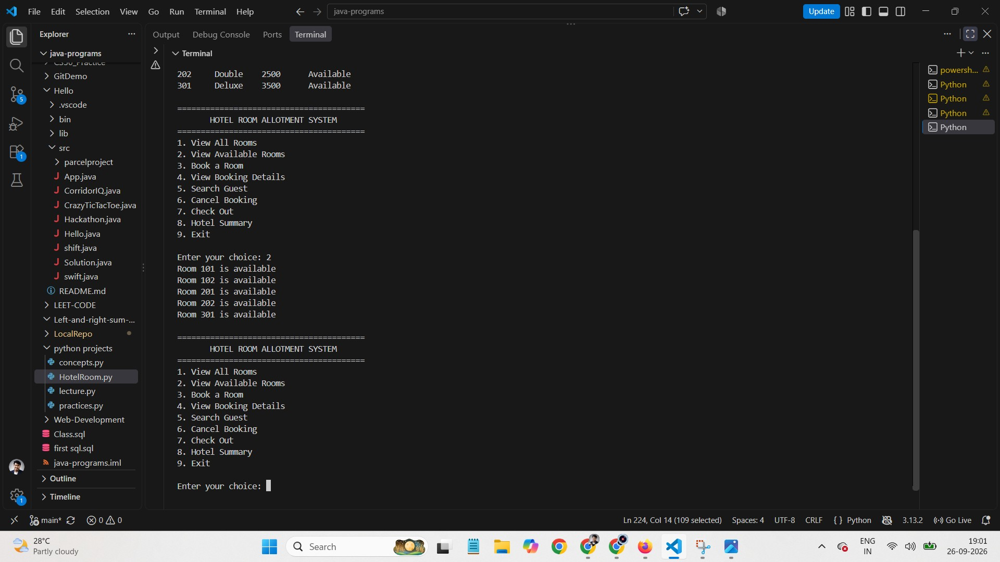 File Edit Selection View Go Run Terminal Help
java-programs
Update
Explorer
java-programs
CS50_Practice
GitDemo
Hello
.vscode
bin
lib
src
parcelproject
App.java
CorridorIQ.java
CrazyTicTacToe.java
Hackathon.java
Hello.java
shift.java
Solution.java
swift.java
README.md
LEET-CODE
Left-and-right-sum-...
LocalRepo
python projects
concepts.py
HotelRoom.py
lecture.py
practices.py
Web-Development
Class.sql
first sql.sql
java-programs.iml
Outline
Timeline
5
1
1
Output Debug Console Ports Terminal
Terminal
202 Double 2500 Available
301 Deluxe 3500 Available
========================================
HOTEL ROOM ALLOTMENT SYSTEM
========================================
1. View All Rooms
2. View Available Rooms
3. Book a Room
4. View Booking Details
5. Search Guest
6. Cancel Booking
7. Check Out
8. Hotel Summary
9. Exit
Enter your choice: 2
Room 101 is available
Room 102 is available
Room 201 is available
Room 202 is available
Room 301 is available
========================================
HOTEL ROOM ALLOTMENT SYSTEM
========================================
1. View All Rooms
2. View Available Rooms
3. Book a Room
4. View Booking Details
5. Search Guest
6. Cancel Booking
7. Check Out
8. Hotel Summary
9. Exit
Enter your choice:
powersh...
Python
Python
Python
Python
main* 0 0
Ln 224, Col 14 (109 selected) Spaces: 4 UTF-8 CRLF { } Python 3.13.2 Go Live
28°C
Partly cloudy
Search
ENG
IN
19:01
26-09-2026